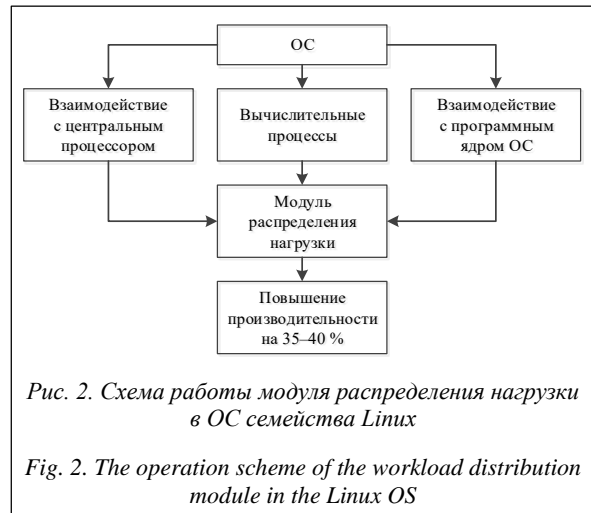 ОС
Взаимодействие
с центральным
процессором
Вычислительные
процессы
Взаимодействие
с программным
ядром ОС
Модуль
распределения
нагрузки
Повышение
производительности
на 35–40 %
Рис. 2. Схема работы модуля распределения нагрузки
в ОС семейства Linux
Fig. 2. The operation scheme of the workload distribution
module in the Linux OS